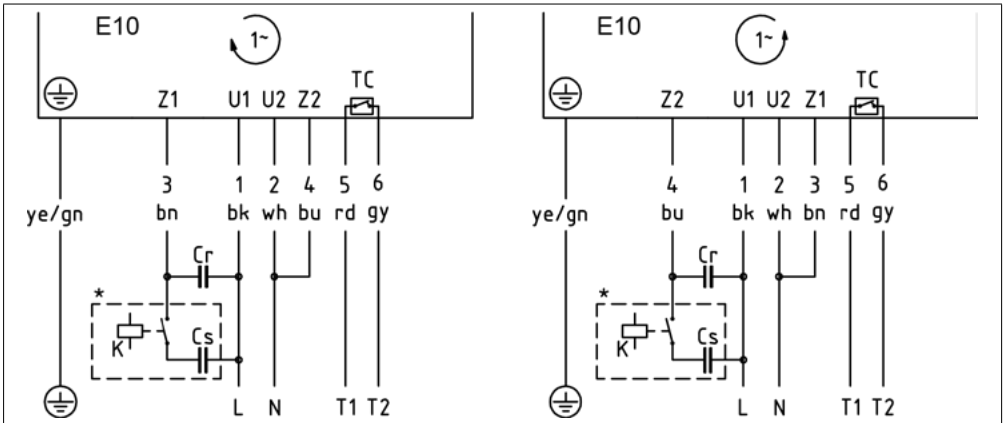 E10 E10
1~ 1~
TC TC
Z1 U1 U2 Z2 Z2 U1 U2 Z1
3 1 2 4 5 6 4 1 2 3 5 6
ye/gn bn bk wh bu rd gy ye/gn bu bk wh bn rd gy
Cr Cr
* *
K Cs K Cs
L N T1 T2 L N T1 T2